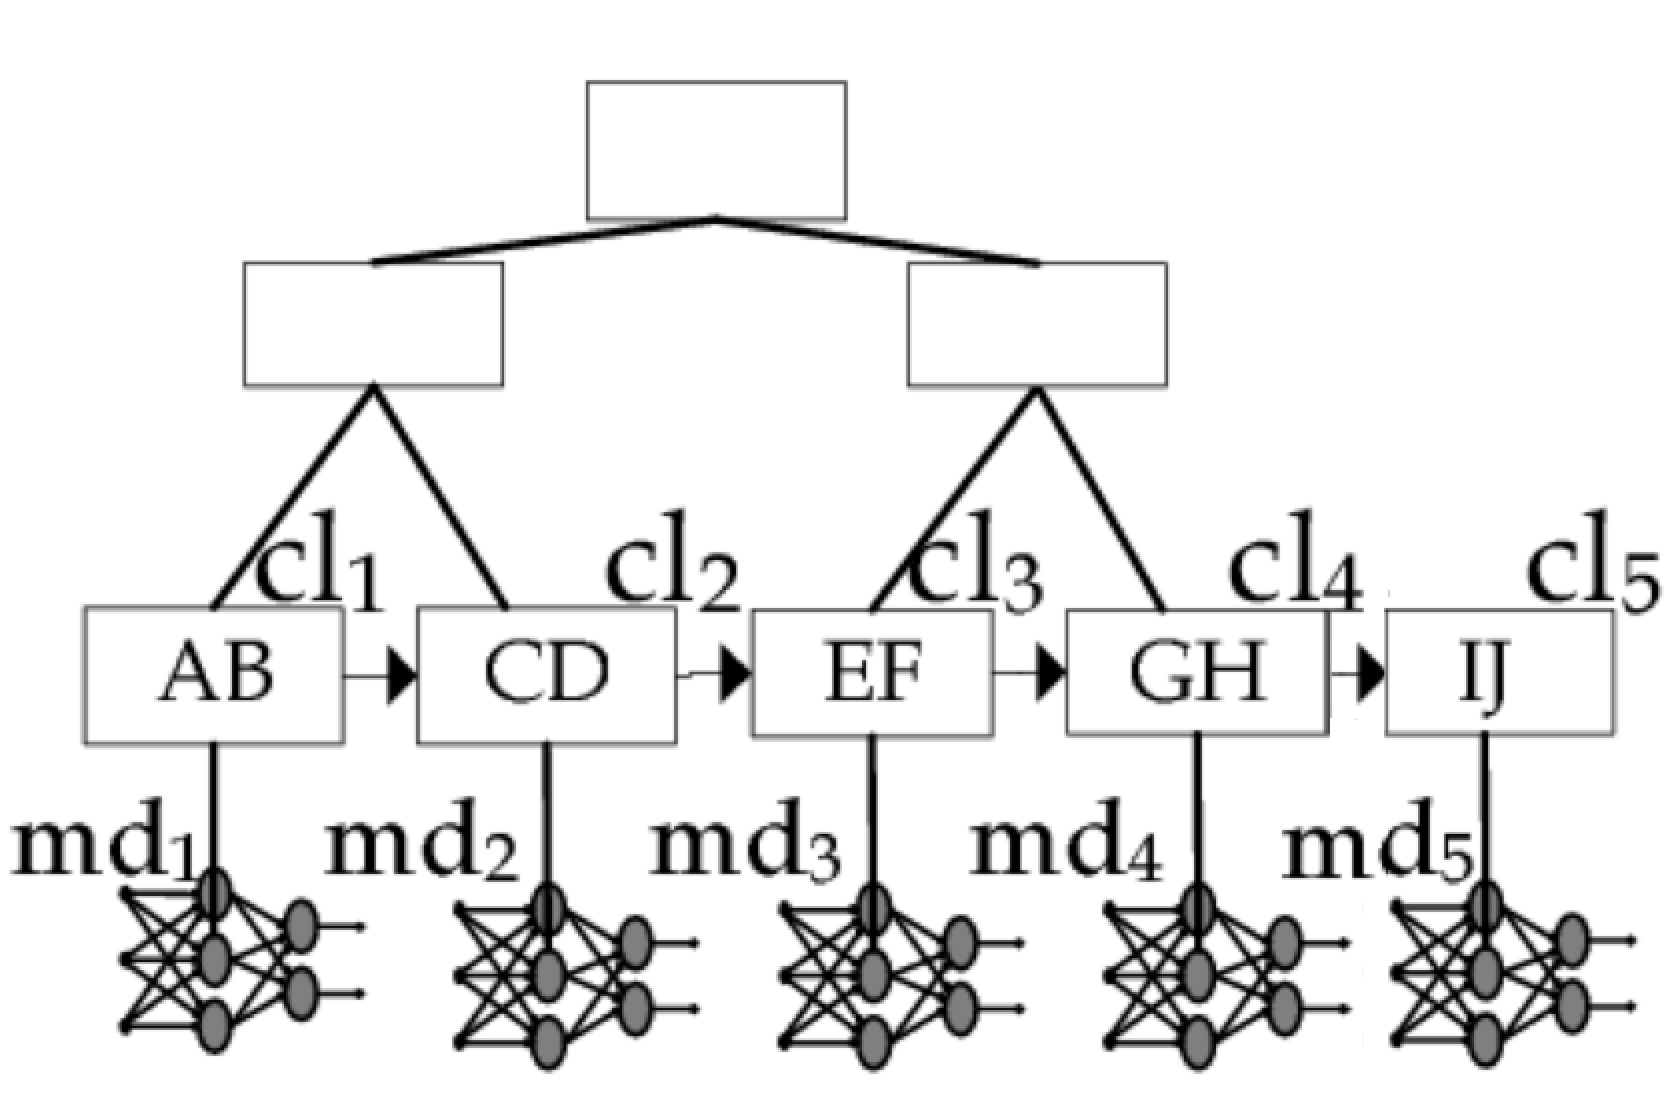 cl₁ cl₂ cl₃ cl₄ cl₅
AB CD EF GH IJ
md₁ md₂ md₃ md₄ md₅